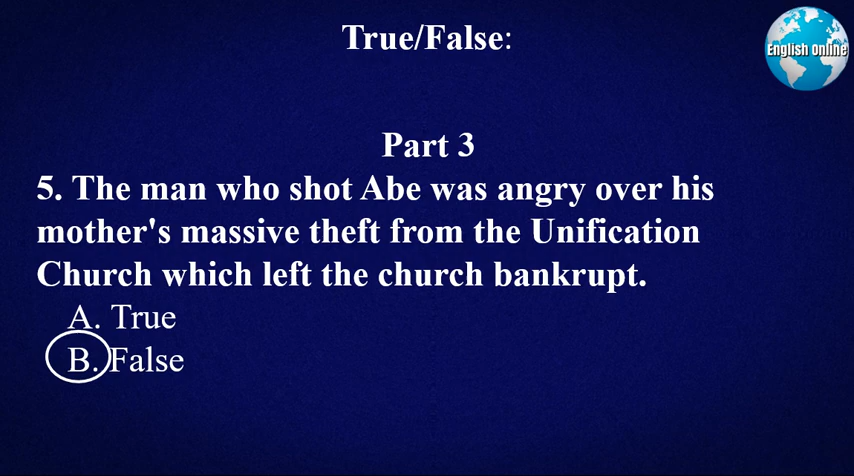 True/False:
English Online
Part 3
5. The man who shot Abe was angry over his
mother's massive theft from the Unification
Church which left the church bankrupt.
A. True
B. False